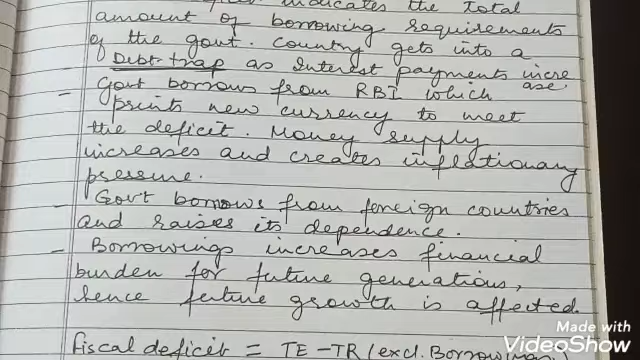 indicates the total
amount of borrowing requirements
of the govt. Country gets into a
Debt-trap as interest payments increase
- Govt borrows from RBI which
prints new currency to meet
the deficit. Money supply
increases and creates inflationary
pressure.
- Govt borrows from foreign countries
and raises its dependence.
- Borrowings increases financial
burden for future generations,
hence future growth is affected.
Fiscal deficit = TE-TR (excl. Borrowings
Made with
VideoShow